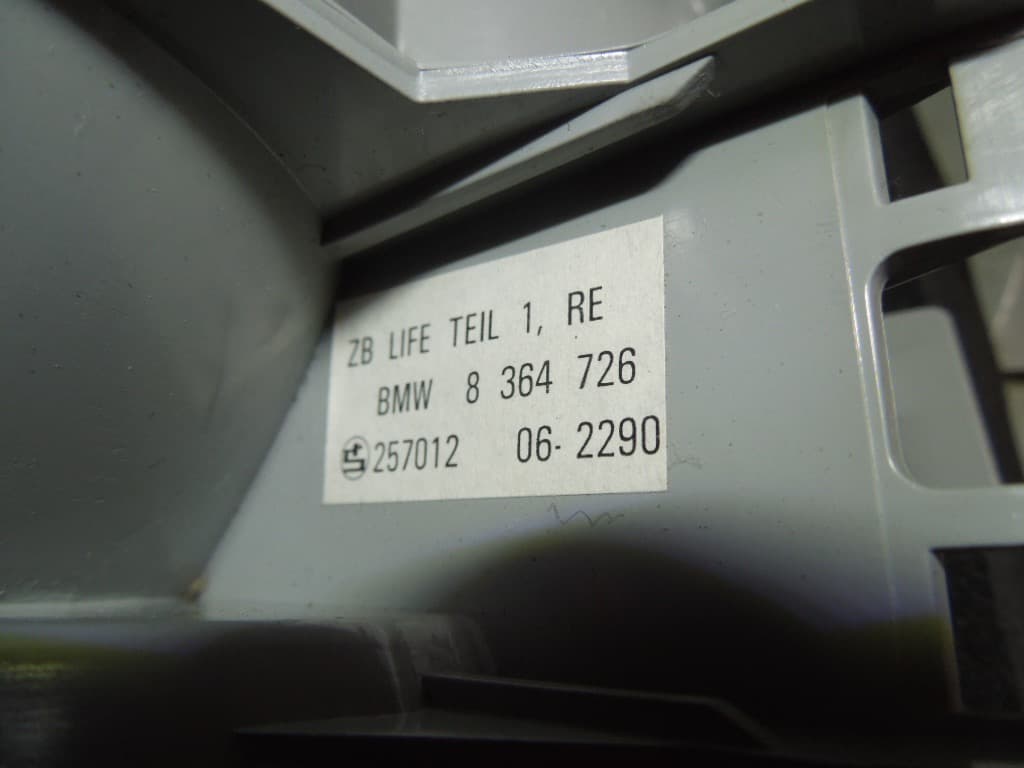 ZB LIFE TEIL 1, RE
BMW 8 364 726
257012 06-2290